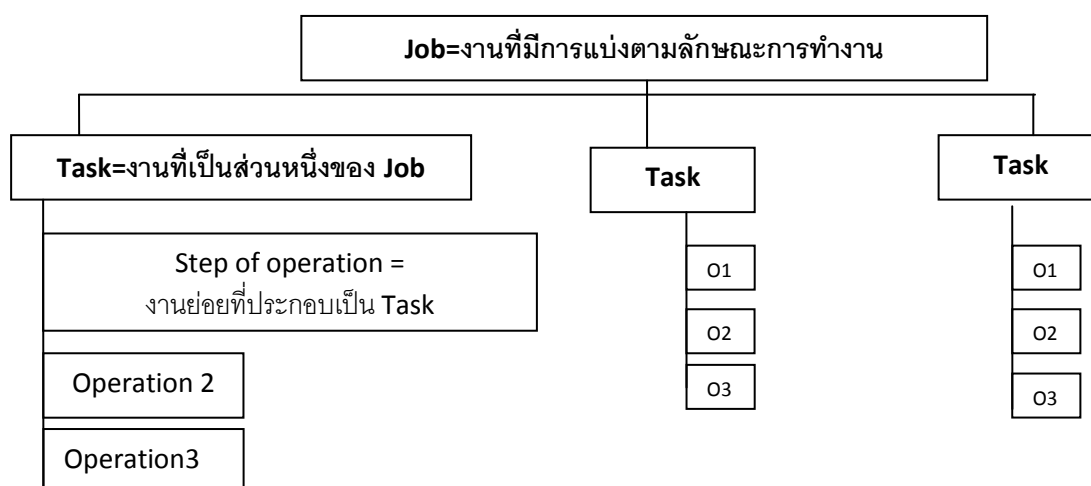 Job=งานที่มีการแบ่งตามลักษณะการทำงาน
Task=งานที่เป็นส่วนหนึ่งของ Job
Task
Task
Step of operation =
งานย่อยที่ประกอบเป็น Task
Operation 2
Operation3
O1
O2
O3
O1
O2
O3